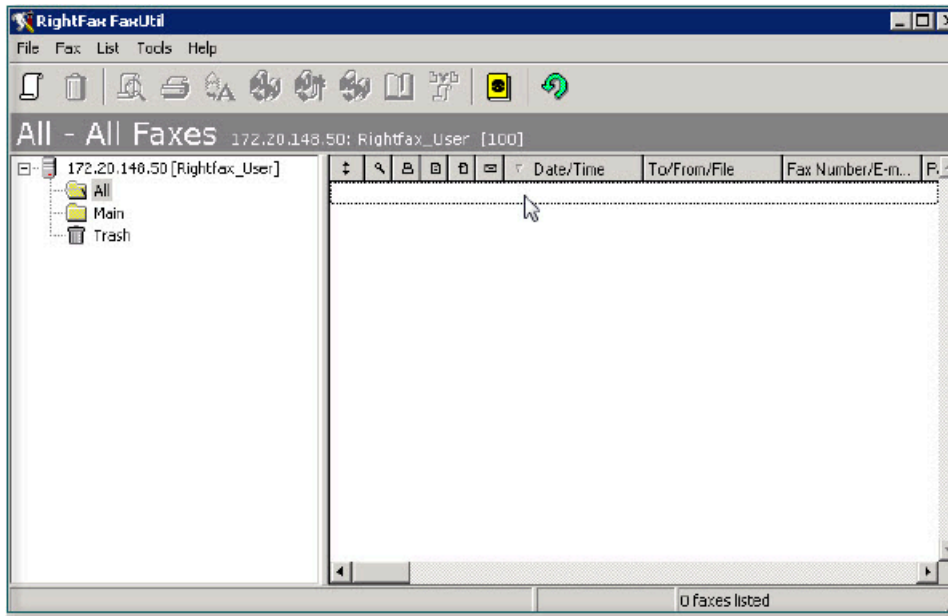 RightFax FaxUtil
File Fax List Tools Help
All - All Faxes 172.20.148.50: Rightfax_User [100]
172.20.148.50 [Rightfax_User]
All
Main
Trash
Date/Time To/From/File Fax Number/E-m... P.
0 faxes listed